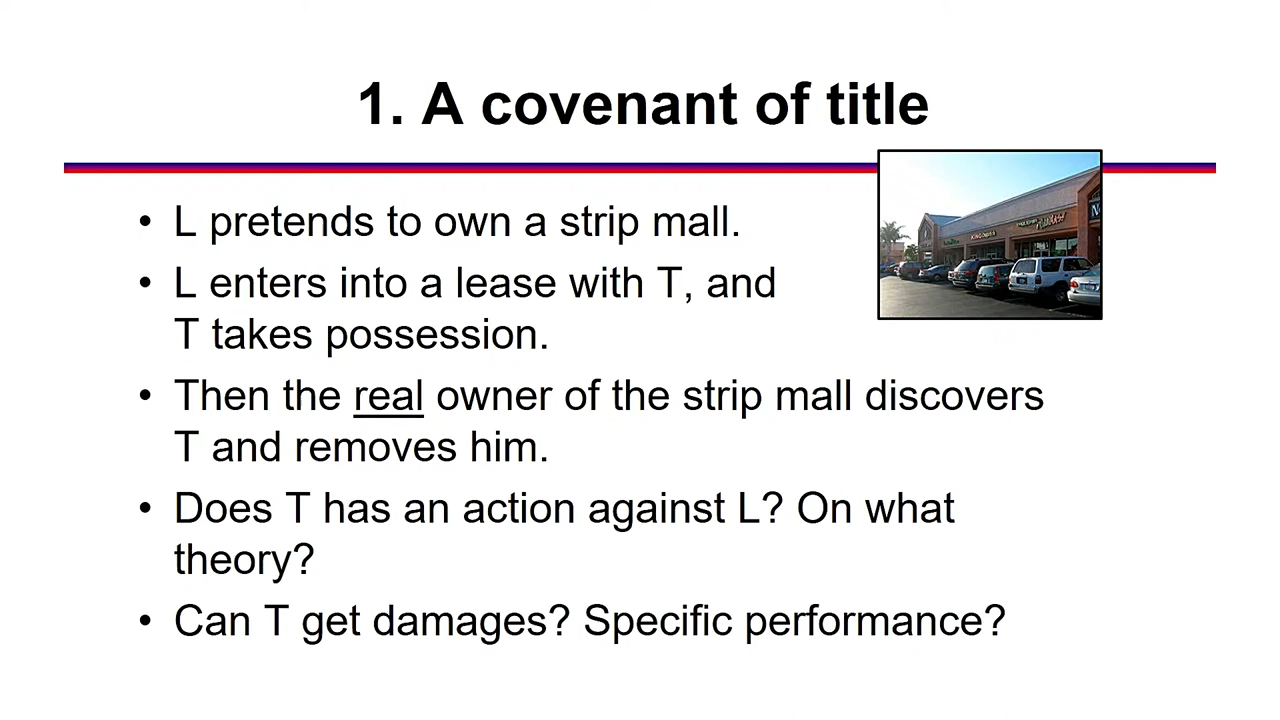 1. A covenant of title
• L pretends to own a strip mall.
• L enters into a lease with T, and
T takes possession.
• Then the real owner of the strip mall discovers
T and removes him.
• Does T has an action against L? On what
theory?
• Can T get damages? Specific performance?